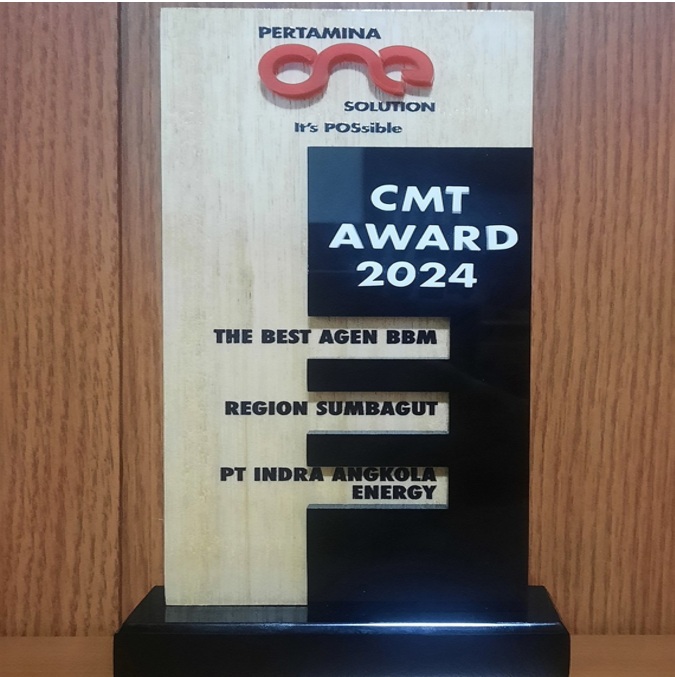 PERTAMINA
one
SOLUTION
It's POSsible
CMT
AWARD
2024
THE BEST AGEN BBM
REGION SUMBAGUT
PT INDRA ANGKOLA
ENERGY